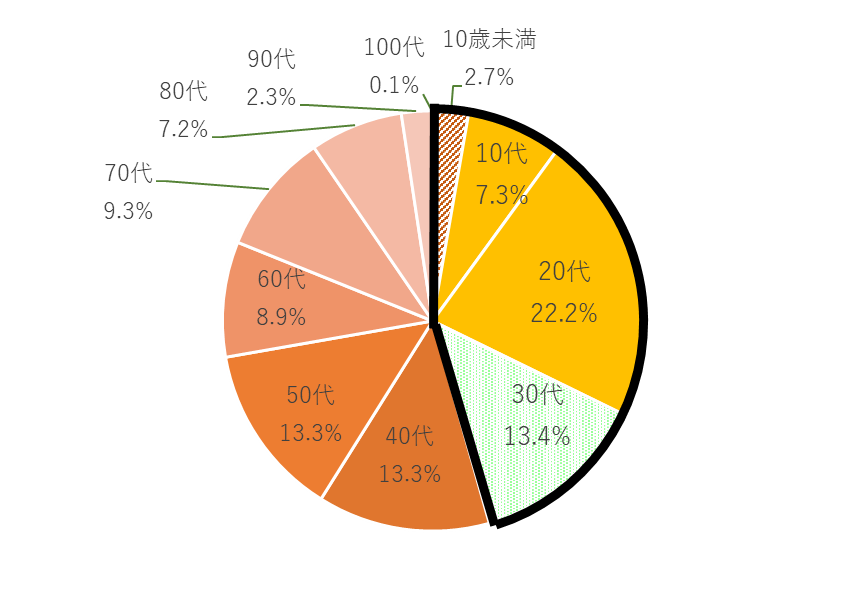 10歳未満
2.7%
10代
7.3%
20代
22.2%
30代
13.4%
40代
13.3%
50代
13.3%
60代
8.9%
70代
9.3%
80代
7.2%
90代
2.3%
100代
0.1%